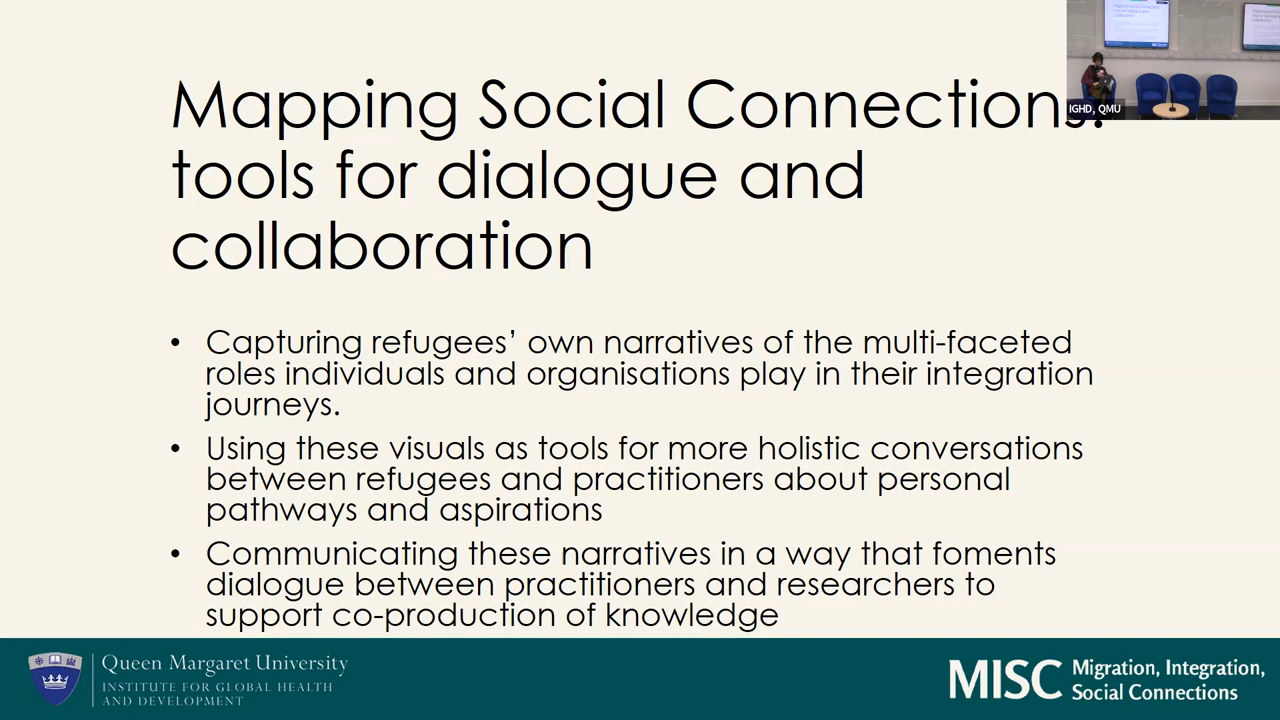 Mapping Social Connections:
tools for dialogue and
collaboration
IGHD, QMU
• Capturing refugees’ own narratives of the multi-faceted
roles individuals and organisations play in their integration
journeys.
• Using these visuals as tools for more holistic conversations
between refugees and practitioners about personal
pathways and aspirations
• Communicating these narratives in a way that foments
dialogue between practitioners and researchers to
support co-production of knowledge
Queen Margaret University
INSTITUTE FOR GLOBAL HEALTH
AND DEVELOPMENT
MISC Migration, Integration,
Social Connections